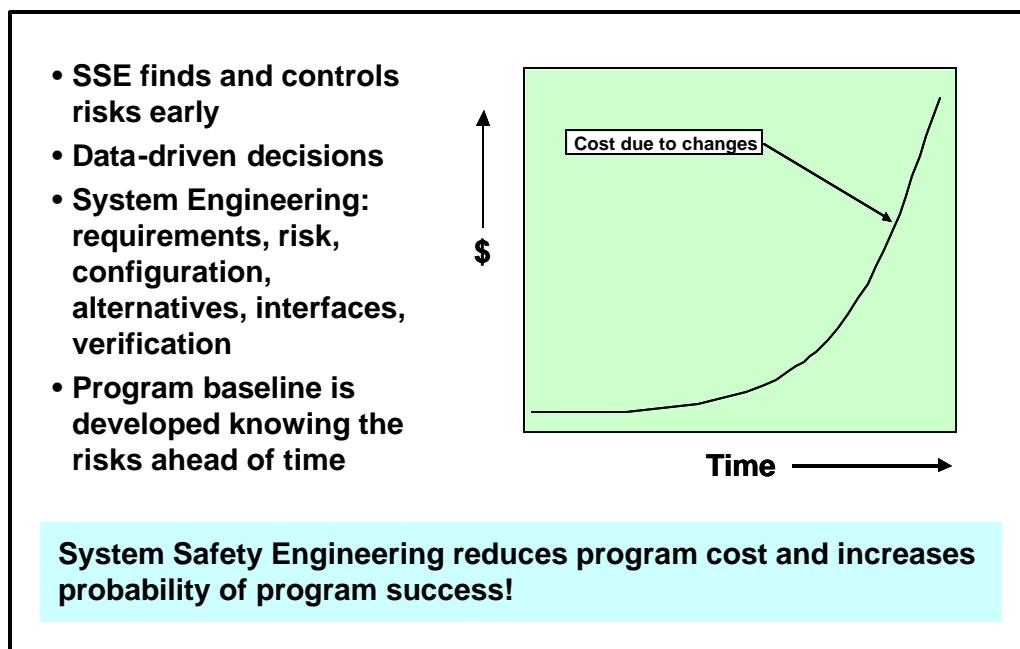 • SSE finds and controls
risks early
• Data-driven decisions
• System Engineering:
requirements, risk,
configuration,
alternatives, interfaces,
verification
• Program baseline is
developed knowing the
risks ahead of time
Cost due to changes
$
Time
System Safety Engineering reduces program cost and increases
probability of program success!